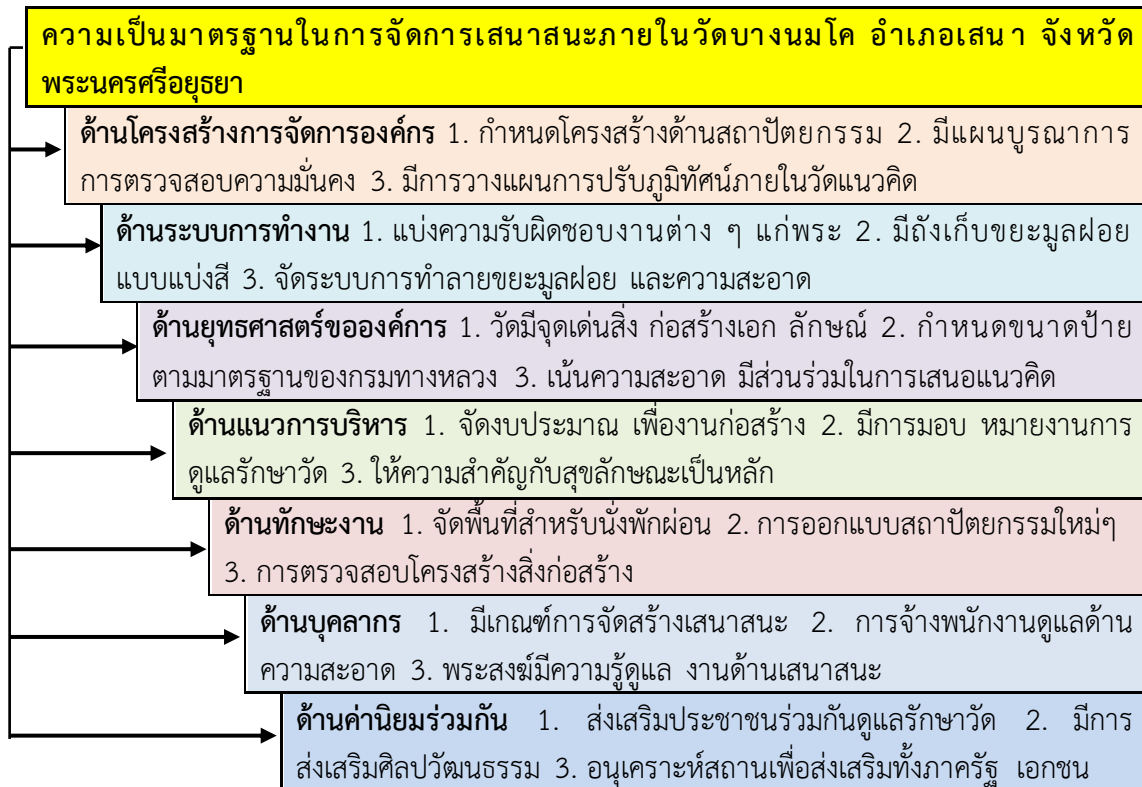 ความเป็นมาตรฐานในการจัดการเสนาสนะภายในวัดบางนมโค อำเภอเสนา จังหวัด
พระนครศรีอยุธยา
ด้านโครงสร้างการจัดการองค์กร 1. กำหนดโครงสร้างด้านสถาปัตยกรรม 2. มีแผนบูรณาการ
การตรวจสอบความมั่นคง 3. มีการวางแผนการปรับภูมิทัศน์ภายในวัดแนวคิด
ด้านระบบการทำงาน 1. แบ่งความรับผิดชอบงานต่าง ๆ แก่พระ 2. มีถังเก็บขยะมูลฝอย
แบบแบ่งสี 3. จัดระบบการทำลายขยะมูลฝอย และความสะอาด
ด้านยุทธศาสตร์ขององค์การ 1. วัดมีจุดเด่นสิ่ง ก่อสร้างเอก ลักษณ์ 2. กำหนดขนาดป้าย
ตามมาตรฐานของกรมทางหลวง 3. เน้นความสะอาด มีส่วนร่วมในการเสนอแนวคิด
ด้านแนวการบริหาร 1. จัดงบประมาณ เพื่องานก่อสร้าง 2. มีการมอบ หมายงานการ
ดูแลรักษาวัด 3. ให้ความสำคัญกับสุขลักษณะเป็นหลัก
ด้านทักษะงาน 1. จัดพื้นที่สำหรับนั่งพักผ่อน 2. การออกแบบสถาปัตยกรรมใหม่ๆ
3. การตรวจสอบโครงสร้างสิ่งก่อสร้าง
ด้านบุคลากร 1. มีเกณฑ์การจัดสร้างเสนาสนะ 2. การจ้างพนักงานดูแลด้าน
ความสะอาด 3. พระสงฆ์มีความรู้ดูแล งานด้านเสนาสนะ
ด้านค่านิยมร่วมกัน 1. ส่งเสริมประชาชนร่วมกันดูแลรักษาวัด 2. มีการ
ส่งเสริมศิลปวัฒนธรรม 3. อนุเคราะห์สถานเพื่อส่งเสริมทั้งภาครัฐ เอกชน